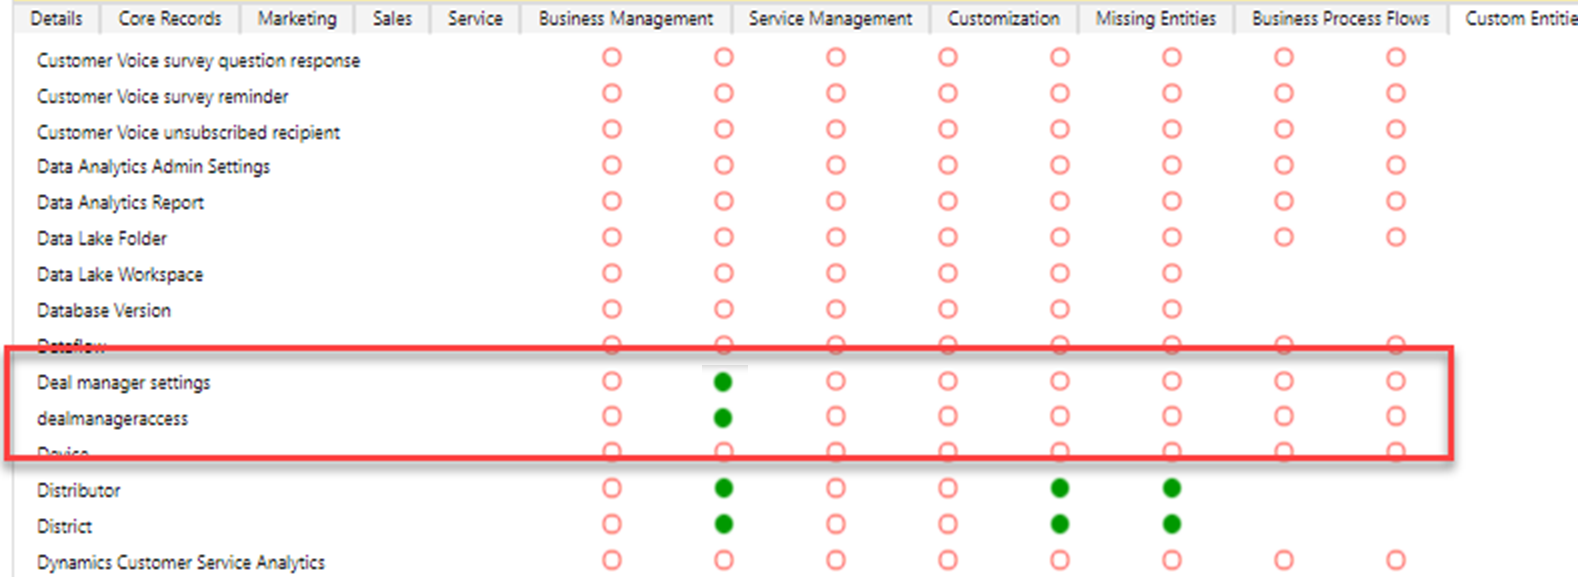 Details Core Records Marketing Sales Service Business Management Service Management Customization Missing Entities Business Process Flows Custom Entitie
Customer Voice survey question response
Customer Voice survey reminder
Customer Voice unsubscribed recipient
Data Analytics Admin Settings
Data Analytics Report
Data Lake Folder
Data Lake Workspace
Database Version
Dataflow
Deal manager settings
dealmanageraccess
Device
Distributor
District
Dynamics Customer Service Analytics